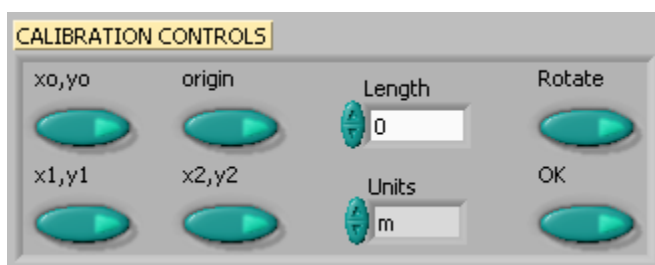 CALIBRATION CONTROLS
xo,yo
origin
Length
Rotate
0
x1,y1
x2,y2
Units
OK
m